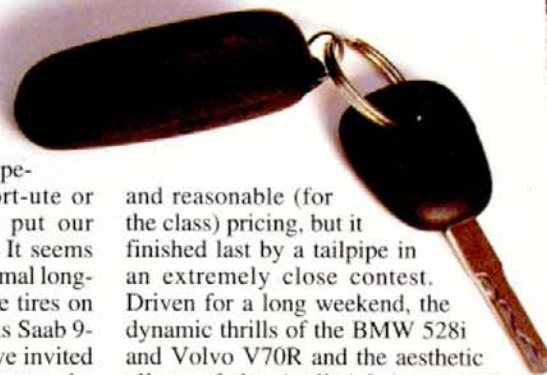 pe-
ort-ute or
put our
It seems
mal long-
e tires on
s Saab 9-
ve invited
and reasonable (for
the class) pricing, but it
finished last by a tailpipe in
an extremely close contest.
Driven for a long weekend, the
dynamic thrills of the BMW 528i
and Volvo V70R and the aesthetic